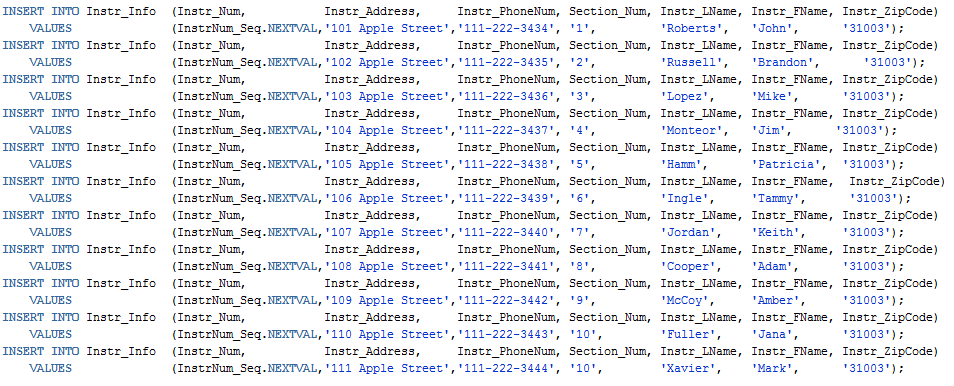 INSERT INTO Instr_Info (Instr_Num, Instr_Address, Instr_PhoneNum, Section_Num, Instr_LName, Instr_FName, Instr_ZipCode)
VALUES (InstrNum_Seq.NEXTVAL,'101 Apple Street','111-222-3434', '1', 'Roberts', 'John', '31003');
INSERT INTO Instr_Info (Instr_Num, Instr_Address, Instr_PhoneNum, Section_Num, Instr_LName, Instr_FName, Instr_ZipCode)
VALUES (InstrNum_Seq.NEXTVAL,'102 Apple Street','111-222-3435', '2', 'Russell', 'Brandon', '31003');
INSERT INTO Instr_Info (Instr_Num, Instr_Address, Instr_PhoneNum, Section_Num, Instr_LName, Instr_FName, Instr_ZipCode)
VALUES (InstrNum_Seq.NEXTVAL,'103 Apple Street','111-222-3436', '3', 'Lopez', 'Mike', '31003');
INSERT INTO Instr_Info (Instr_Num, Instr_Address, Instr_PhoneNum, Section_Num, Instr_LName, Instr_FName, Instr_ZipCode)
VALUES (InstrNum_Seq.NEXTVAL,'104 Apple Street','111-222-3437', '4', 'Monteor', 'Jim', '31003');
INSERT INTO Instr_Info (Instr_Num, Instr_Address, Instr_PhoneNum, Section_Num, Instr_LName, Instr_FName, Instr_ZipCode)
VALUES (InstrNum_Seq.NEXTVAL,'105 Apple Street','111-222-3438', '5', 'Hamm', 'Patricia', '31003');
INSERT INTO Instr_Info (Instr_Num, Instr_Address, Instr_PhoneNum, Section_Num, Instr_LName, Instr_FName, Instr_ZipCode)
VALUES (InstrNum_Seq.NEXTVAL,'106 Apple Street','111-222-3439', '6', 'Ingle', 'Tammy', '31003');
INSERT INTO Instr_Info (Instr_Num, Instr_Address, Instr_PhoneNum, Section_Num, Instr_LName, Instr_FName, Instr_ZipCode)
VALUES (InstrNum_Seq.NEXTVAL,'107 Apple Street','111-222-3440', '7', 'Jordan', 'Keith', '31003');
INSERT INTO Instr_Info (Instr_Num, Instr_Address, Instr_PhoneNum, Section_Num, Instr_LName, Instr_FName, Instr_ZipCode)
VALUES (InstrNum_Seq.NEXTVAL,'108 Apple Street','111-222-3441', '8', 'Cooper', 'Adam', '31003');
INSERT INTO Instr_Info (Instr_Num, Instr_Address, Instr_PhoneNum, Section_Num, Instr_LName, Instr_FName, Instr_ZipCode)
VALUES (InstrNum_Seq.NEXTVAL,'109 Apple Street','111-222-3442', '9', 'McCoy', 'Amber', '31003');
INSERT INTO Instr_Info (Instr_Num, Instr_Address, Instr_PhoneNum, Section_Num, Instr_LName, Instr_FName, Instr_ZipCode)
VALUES (InstrNum_Seq.NEXTVAL,'110 Apple Street','111-222-3443', '10', 'Fuller', 'Jana', '31003');
INSERT INTO Instr_Info (Instr_Num, Instr_Address, Instr_PhoneNum, Section_Num, Instr_LName, Instr_FName, Instr_ZipCode)
VALUES (InstrNum_Seq.NEXTVAL,'111 Apple Street','111-222-3444', '10', 'Xavier', 'Mark', '31003');